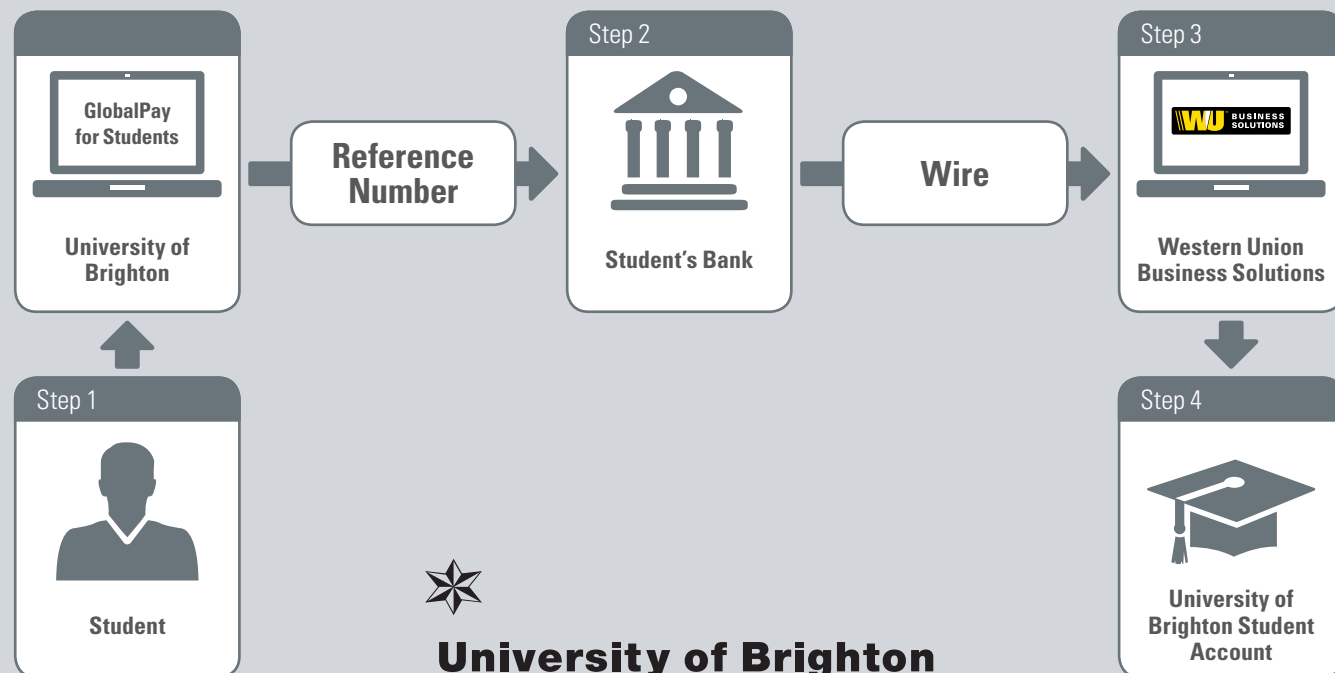 Step 1
Student
GlobalPay
for Students
University of
Brighton
Reference
Number
Step 2
Student’s Bank
Wire
Step 3
WU BUSINESS
SOLUTIONS
Western Union
Business Solutions
Step 4
University of
Brighton Student
Account
University of Brighton